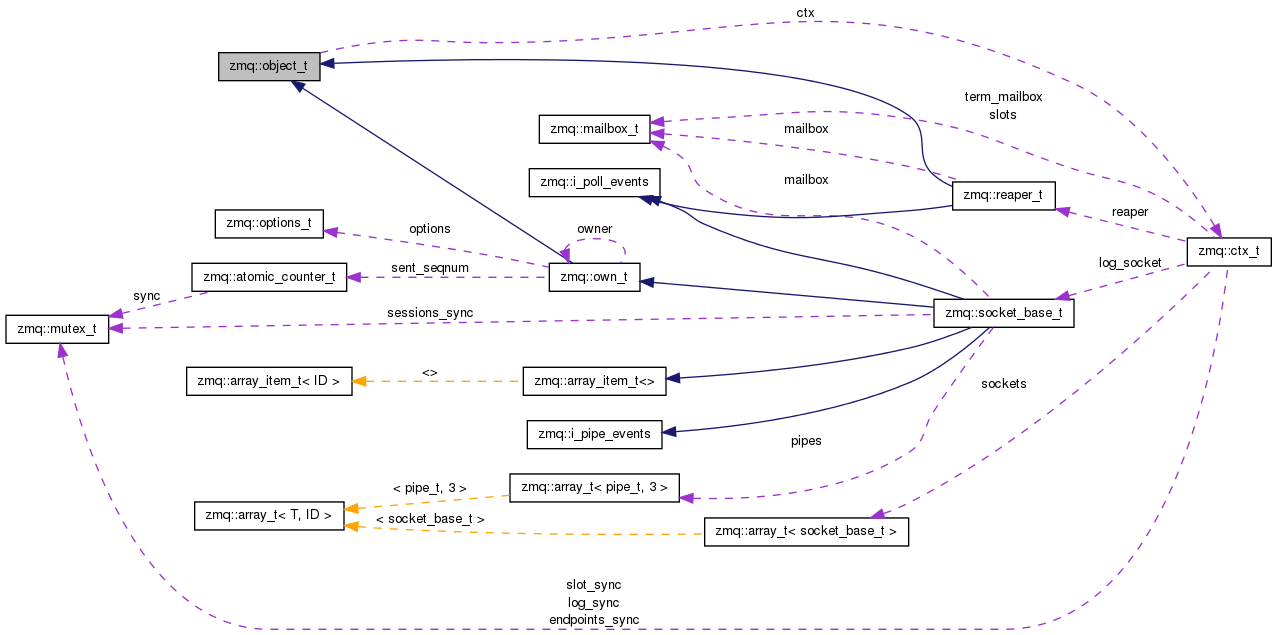 ctx
zmq::object_t
term_mailbox
slots
zmq::mailbox_t
mailbox
zmq::i_poll_events
mailbox
zmq::reaper_t
reaper
zmq::options_t
options
owner
zmq::ctx_t
zmq::atomic_counter_t
sent_seqnum
zmq::own_t
log_socket
sync
zmq::mutex_t
sessions_sync
zmq::socket_base_t
zmq::array_item_t< ID >
<>
zmq::array_item_t<>
sockets
zmq::i_pipe_events
pipes
< pipe_t, 3 >
zmq::array_t< pipe_t, 3 >
zmq::array_t< T, ID >
< socket_base_t >
zmq::array_t< socket_base_t >
slot_sync
log_sync
endpoints_sync